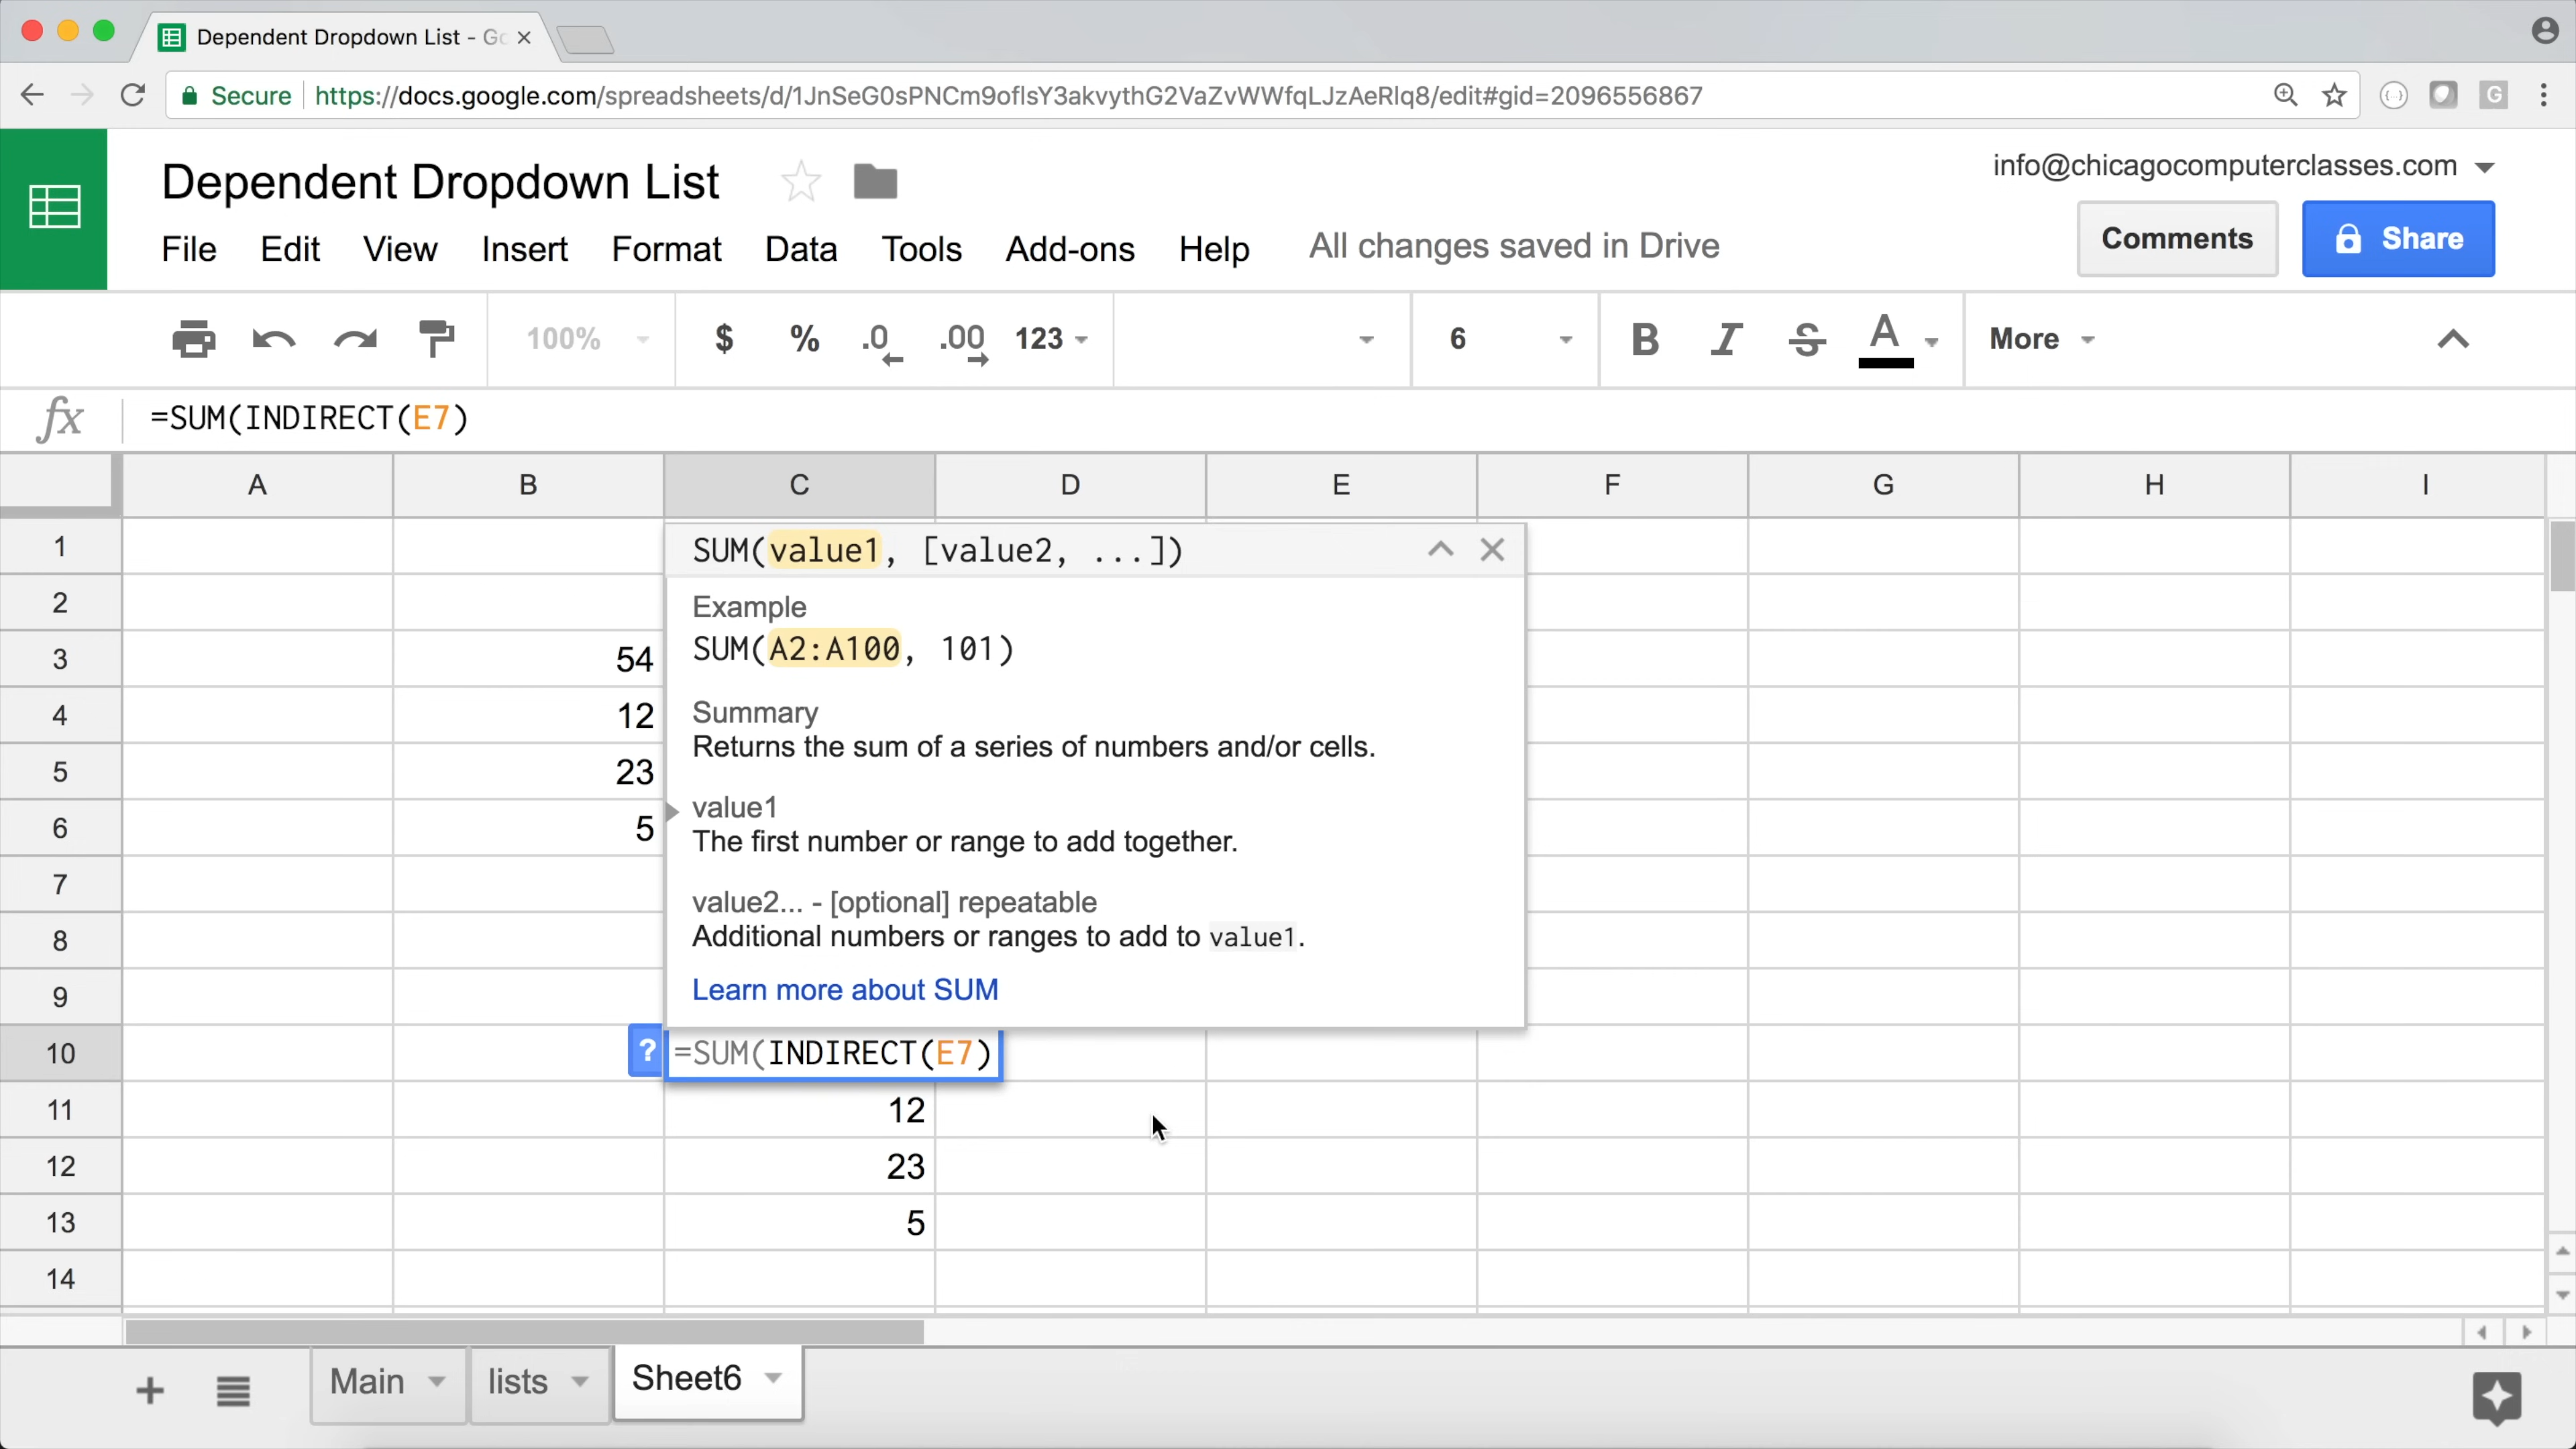 Dependent Dropdown List - Go
Secure https://docs.google.com/spreadsheets/d/1JnSeG0sPNCm9oflsY3akvythG2VaZvWWfqLJzAeRlq8/edit#gid=2096556867
G
Dependent Dropdown List
info@chicagocomputerclasses.com
File Edit View Insert Format Data Tools Add-ons Help All changes saved in Drive
Comments
Share
100% $ % .0 .00 123 6 B I S A More
fx =SUM(INDIRECT(E7)
A B C D E F G H I
1
SUM(value1, [value2, ...])
2
Example
SUM(A2:A100, 101)
3 54
4 12
Summary
Returns the sum of a series of numbers and/or cells.
5 23
6 5
value1
The first number or range to add together.
7
value2... - [optional] repeatable
8
Additional numbers or ranges to add to value1.
9
Learn more about SUM
10 ? =SUM(INDIRECT(E7)
11 12
12 23
13 5
14
Main lists Sheet6